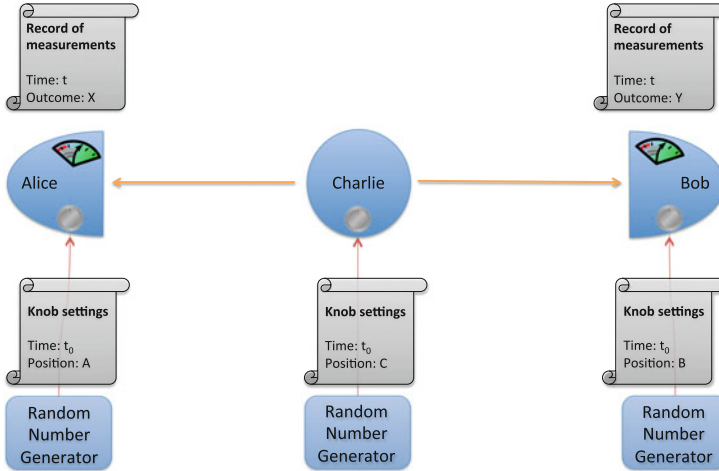 Record of
measurements
Time: t
Outcome: X
Record of
measurements
Time: t
Outcome: Y
Alice
Charlie
Bob
Knob settings
Time: t₀
Position: A
Knob settings
Time: t₀
Position: C
Knob settings
Time: t₀
Position: B
Random
Number
Generator
Random
Number
Generator
Random
Number
Generator